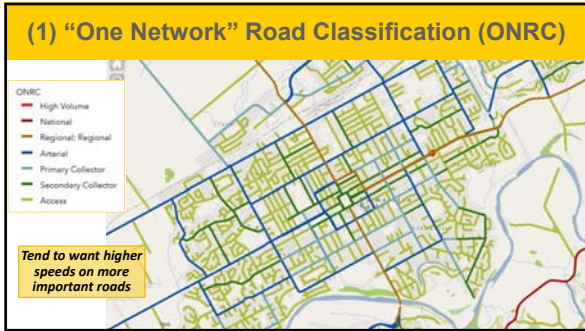 (1) “One Network” Road Classification (ONRC)
ONRC
High Volume
National
Regional; Regional
Arterial
Primary Collector
Secondary Collector
Access
Tend to want higher
speeds on more
important roads